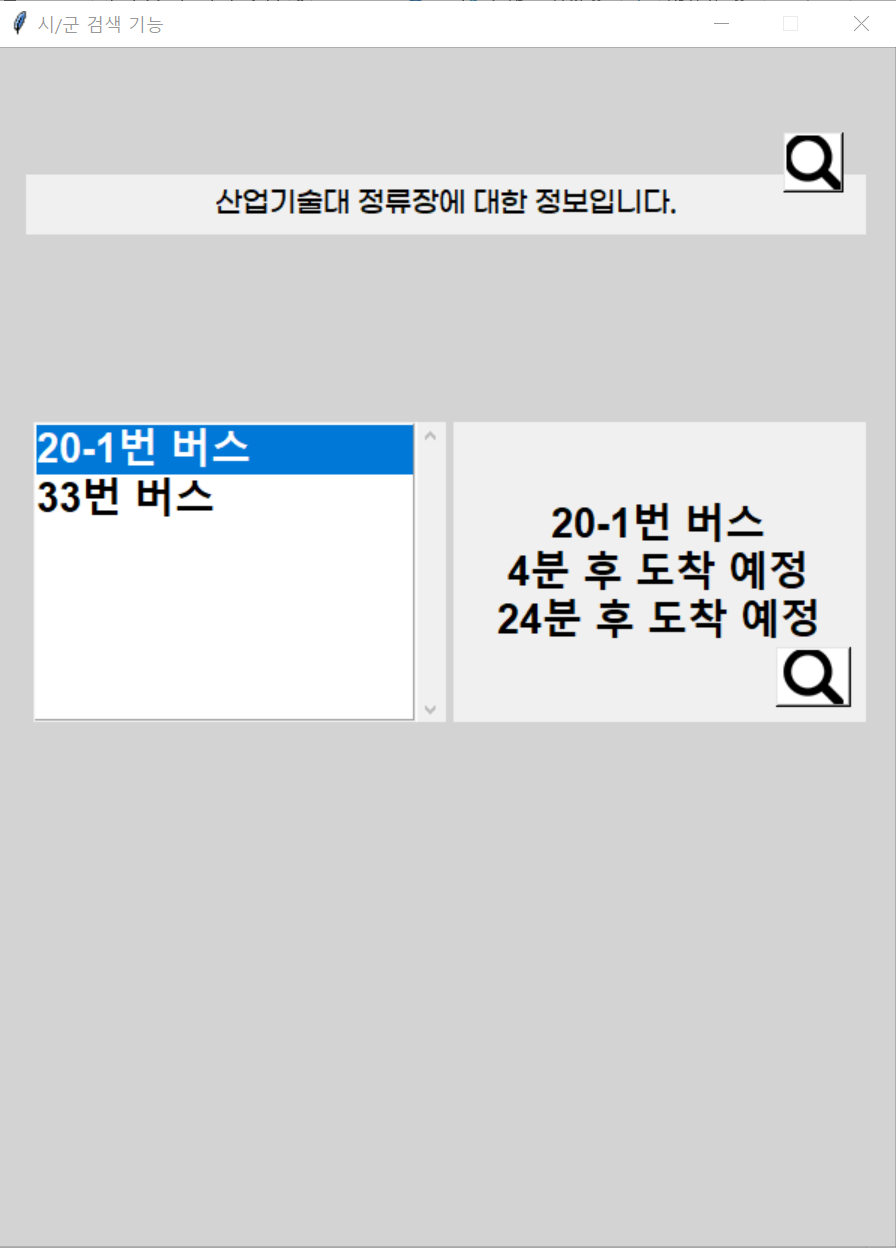 시/군 검색 기능
산업기술대 정류장에 대한 정보입니다.
20-1번 버스
33번 버스
20-1번 버스
4분 후 도착 예정
24분 후 도착 예정